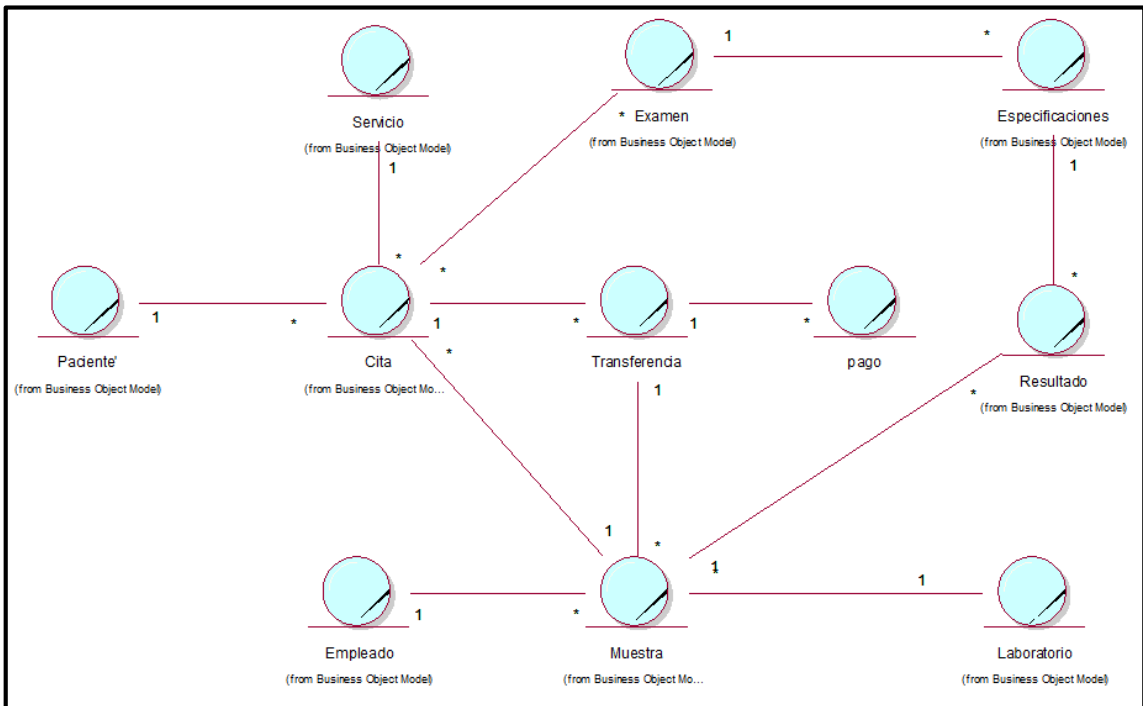 1
*
Servicio
(from Business Object Model)
* Examen
(from Business Object Model)
Especificaciones
(from Business Object Model)
1
1
*
*
*
1
*
1
*
1
*
Paciente'
(from Business Object Model)
Cita
(from Business Object Mo...
*
Transferencia
pago
Resultado
(from Business Object Model)
1
*
1
*
1
*
1
1
*
Empleado
(from Business Object Model)
Muestra
(from Business Object Mo...
Laboratorio
(from Business Object Model)